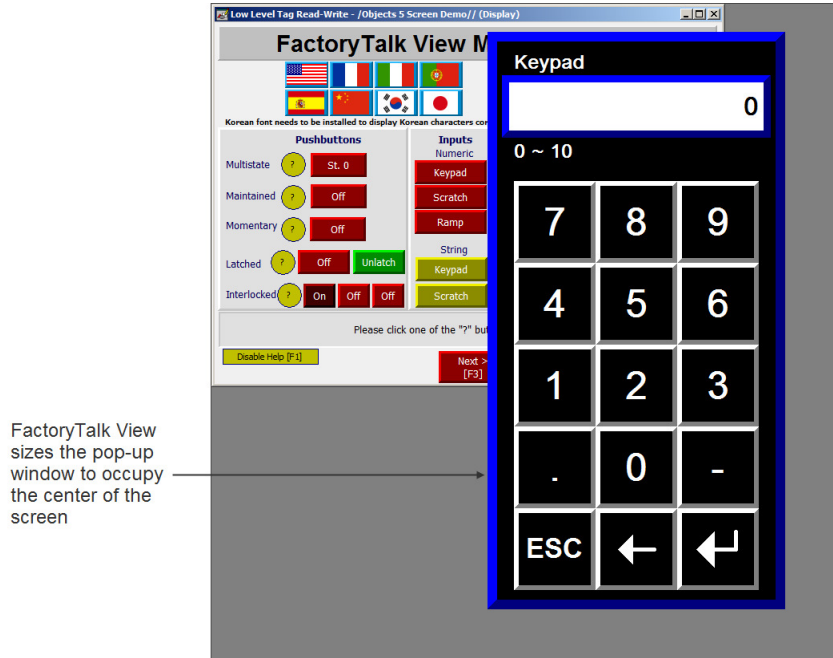 Low Level Tag Read-Write - /Objects 5 Screen Demo// (Display)
FactoryTalk View M
Korean font needs to be installed to display Korean characters cor
Pushbuttons
Multistate ? St. 0
Maintained ? Off
Momentary ? Off
Latched ? Off Unlatch
Interlocked ? On Off Off
Inputs
Numeric
Keypad
Scratch
Ramp
String
Keypad
Scratch
Please click one of the "?" but
Disable Help [F1]
Next >
[F3]
Keypad
0
0 ~ 10
7 8 9
4 5 6
1 2 3
. 0 -
ESC
FactoryTalk View
sizes the pop-up
window to occupy
the center of the
screen